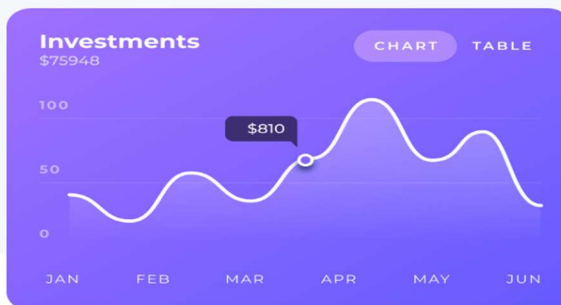 Investments
$75948
CHART TABLE
100
$810
50
0
JAN FEB MAR APR MAY JUN